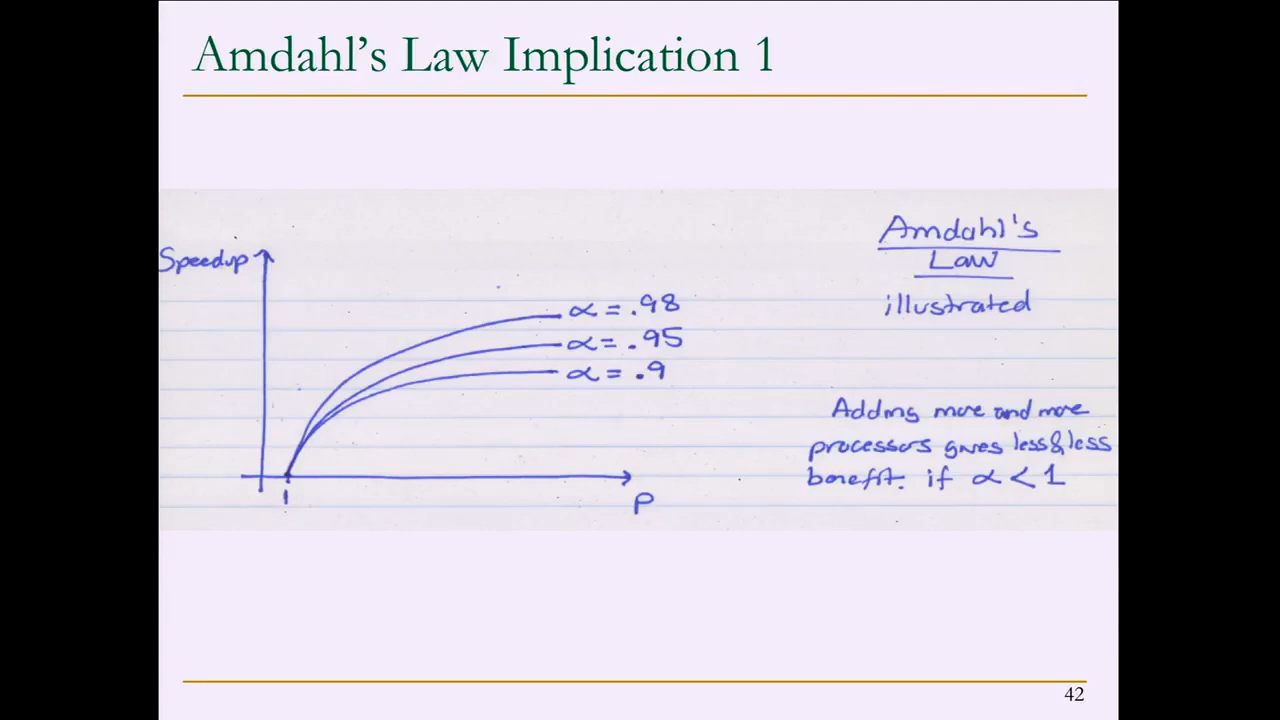 Amdahl's Law Implication 1
Amdahl's
Law
illustrated
Speedup
α = .98
α = .95
α = .9
Adding more and more
processors gives less&less
benefit. if α < 1
1
P
42